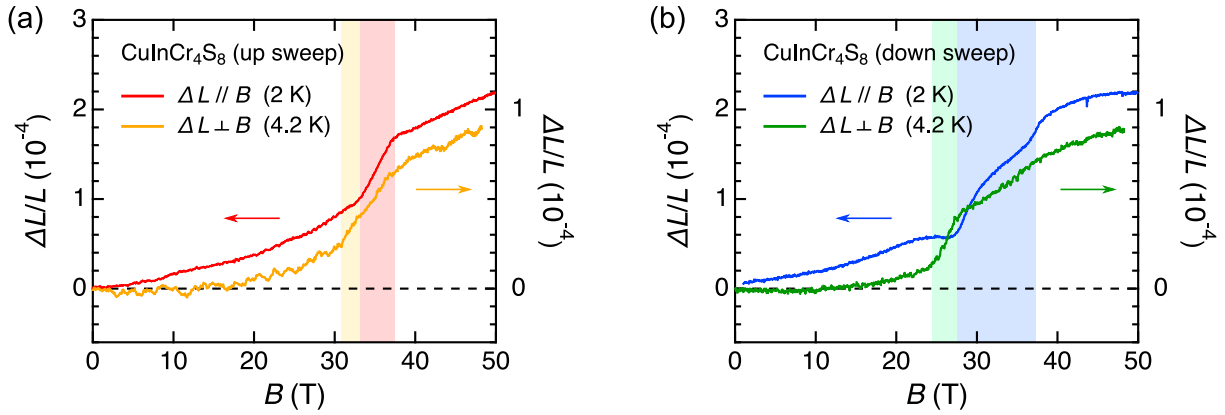 (a)
CuInCr4S8 (up sweep)
ΔL // B (2 K)
ΔL ⊥ B (4.2 K)
ΔL/L (10-4)
3
2
1
0
ΔL/L (10-4)
1
0
0 10 20 30 40 50
B (T)
(b)
CuInCr4S8 (down sweep)
ΔL // B (2 K)
ΔL ⊥ B (4.2 K)
ΔL/L (10-4)
3
2
1
0
ΔL/L (10-4)
1
0
0 10 20 30 40 50
B (T)